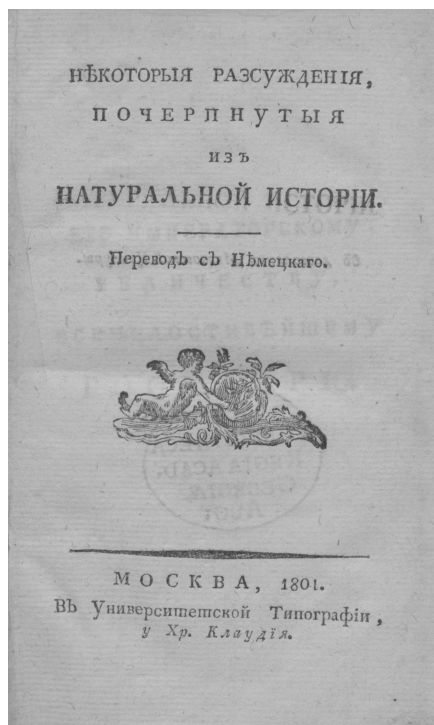 НѢКОТОРЫЯ РАЗСУЖДЕНІЯ,
ПОЧЕРПНУТЫЯ
ИЗЪ
НАТУРАЛЬНОЙ ИСТОРІИ.
Переводъ съ Нѣмецкаго.
МОСКВА, 1801.
Въ Университетской Типографіи,
у Хр. Клаудія.